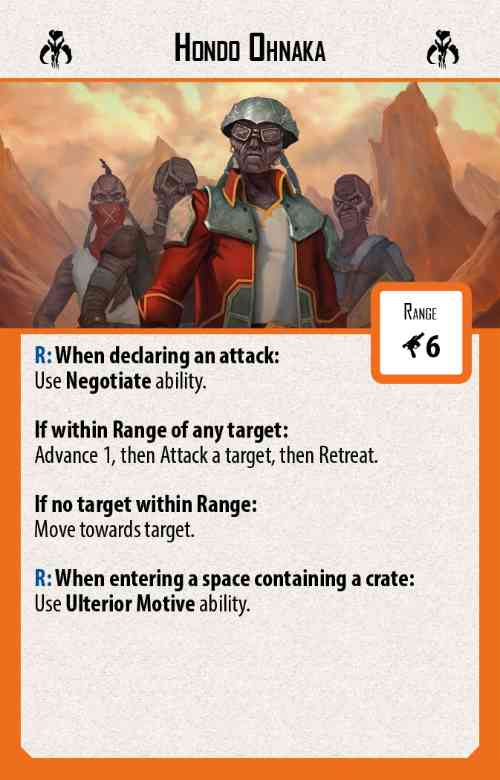 Hondo Ohnaka
Range
6
R: When declaring an attack:
Use Negotiate ability.
If within Range of any target:
Advance 1, then Attack a target, then Retreat.
If no target within Range:
Move towards target.
R: When entering a space containing a crate:
Use Ulterior Motive ability.